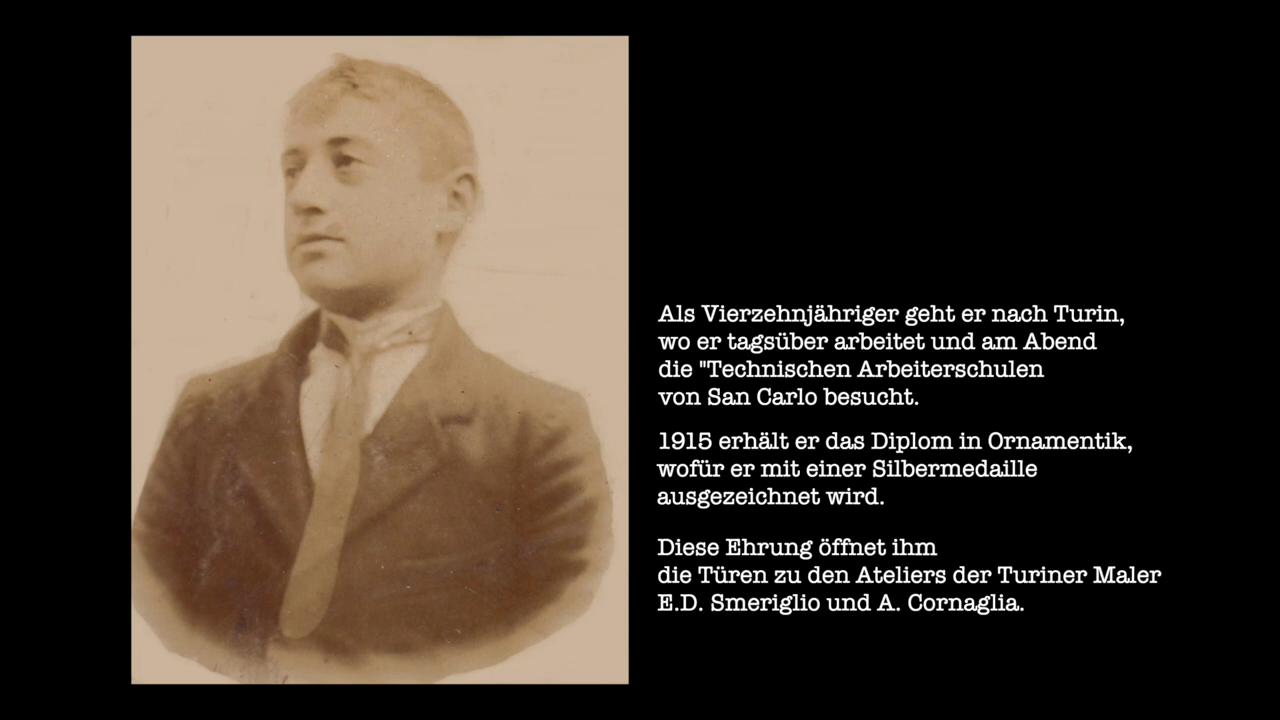 Als Vierzehnjähriger geht er nach Turin,
wo er tagsüber arbeitet und am Abend
die "Technischen Arbeiterschulen
von San Carlo besucht.
1915 erhält er das Diplom in Ornamentik,
wofür er mit einer Silbermedaille
ausgezeichnet wird.
Diese Ehrung öffnet ihm
die Türen zu den Ateliers der Turiner Maler
E.D. Smeriglio und A. Cornaglia.